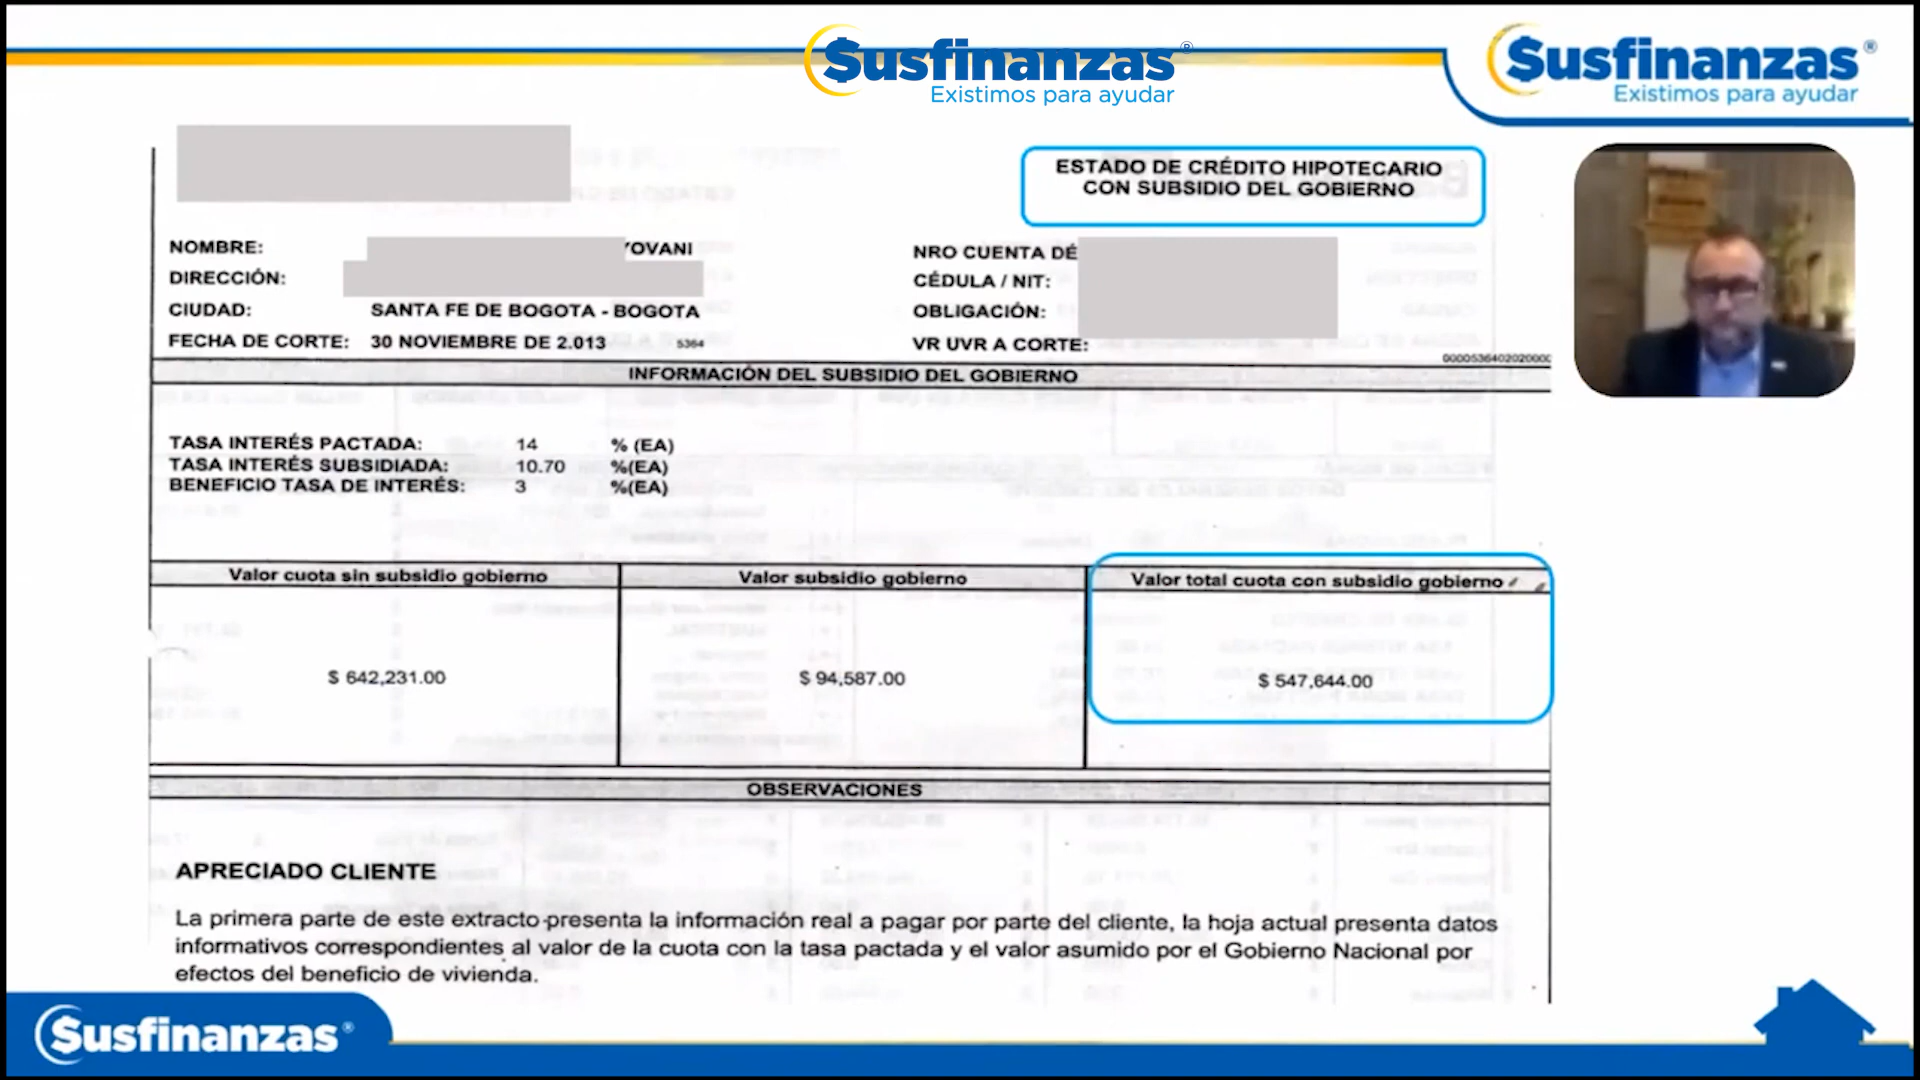 $usfinanzas®
Existimos para ayudar
$usfinanzas®
Existimos para ayudar
ESTADO DE CRÉDITO HIPOTECARIO
CON SUBSIDIO DEL GOBIERNO
NOMBRE: YOVANI
DIRECCIÓN:
CIUDAD: SANTA FE DE BOGOTA - BOGOTA
FECHA DE CORTE: 30 NOVIEMBRE DE 2.013 5364
NRO CUENTA DÉ
CÉDULA / NIT:
OBLIGACIÓN:
VR UVR A CORTE:
0000536402020000
INFORMACIÓN DEL SUBSIDIO DEL GOBIERNO
TASA INTERÉS PACTADA: 14 % (EA)
TASA INTERÉS SUBSIDIADA: 10.70 %(EA)
BENEFICIO TASA DE INTERÉS: 3 %(EA)
Valor cuota sin subsidio gobierno
Valor subsidio gobierno
Valor total cuota con subsidio gobierno
$ 642,231.00
$ 94,587.00
$ 547,644.00
OBSERVACIONES
APRECIADO CLIENTE
La primera parte de este extracto presenta la información real a pagar por parte del cliente, la hoja actual presenta datos
informativos correspondientes al valor de la cuota con la tasa pactada y el valor asumido por el Gobierno Nacional por
efectos del beneficio de vivienda.
$usfinanzas®